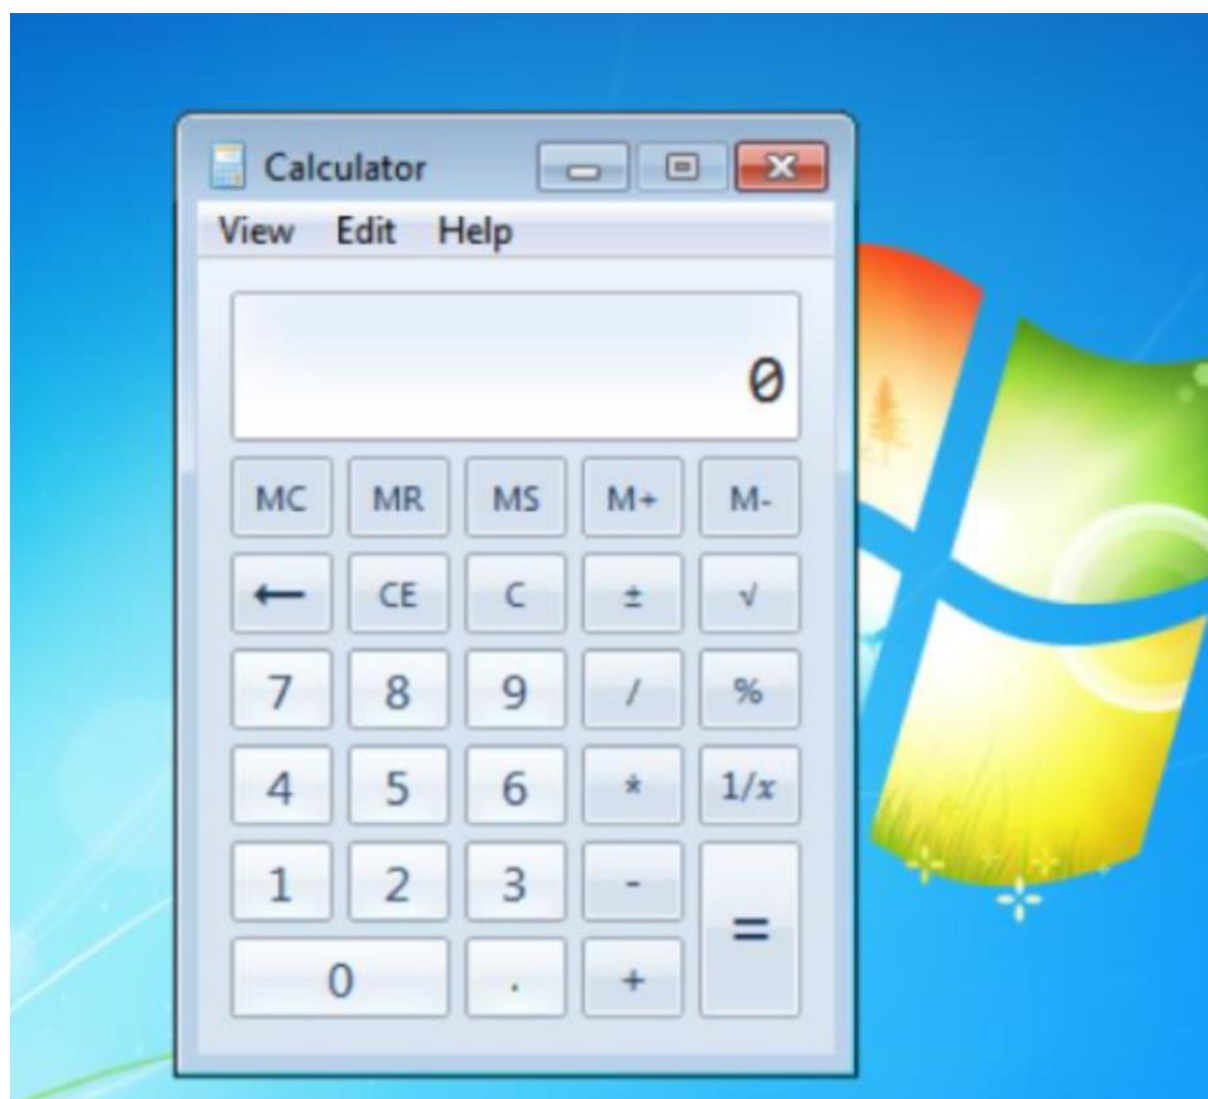 Calculator
View Edit Help
0
MC MR MS M+ M-
← CE C ± √
7 8 9 / %
4 5 6 * 1/x
1 2 3 -
=
0 . +